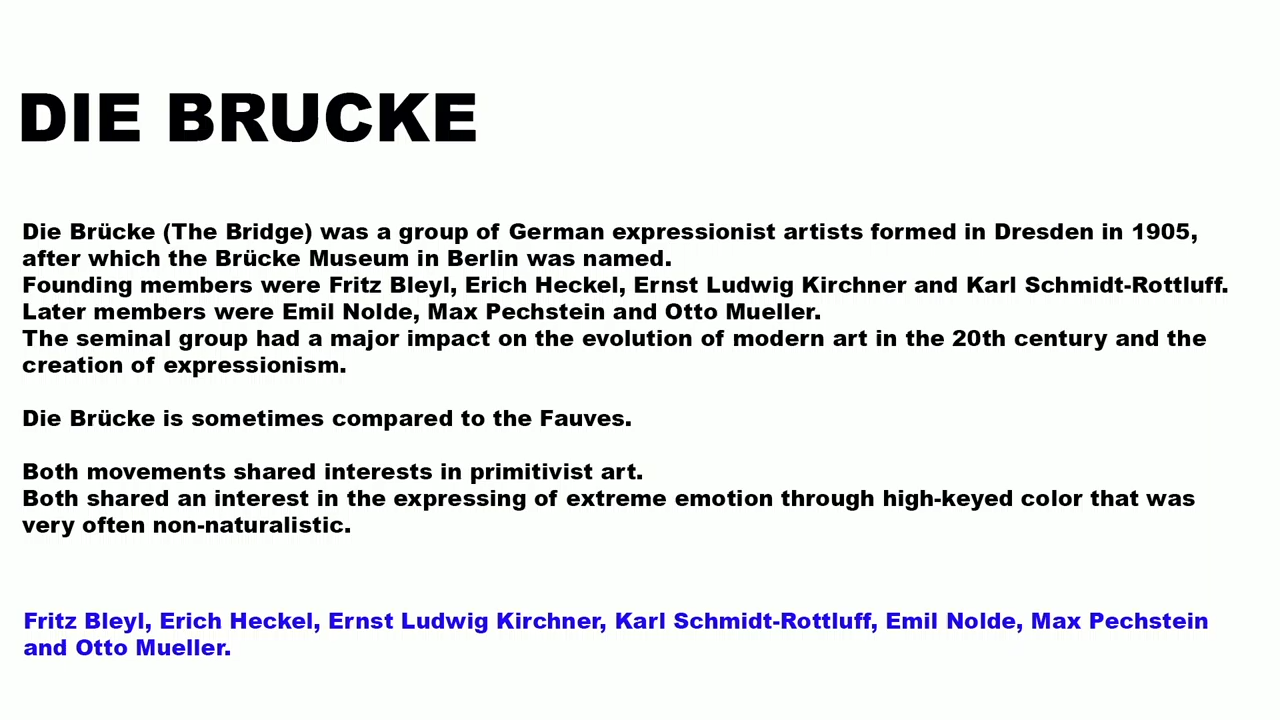 DIE BRUCKE
Die Brücke (The Bridge) was a group of German expressionist artists formed in Dresden in 1905,
after which the Brücke Museum in Berlin was named.
Founding members were Fritz Bleyl, Erich Heckel, Ernst Ludwig Kirchner and Karl Schmidt-Rottluff.
Later members were Emil Nolde, Max Pechstein and Otto Mueller.
The seminal group had a major impact on the evolution of modern art in the 20th century and the
creation of expressionism.
Die Brücke is sometimes compared to the Fauves.
Both movements shared interests in primitivist art.
Both shared an interest in the expressing of extreme emotion through high-keyed color that was
very often non-naturalistic.
Fritz Bleyl, Erich Heckel, Ernst Ludwig Kirchner, Karl Schmidt-Rottluff, Emil Nolde, Max Pechstein
and Otto Mueller.